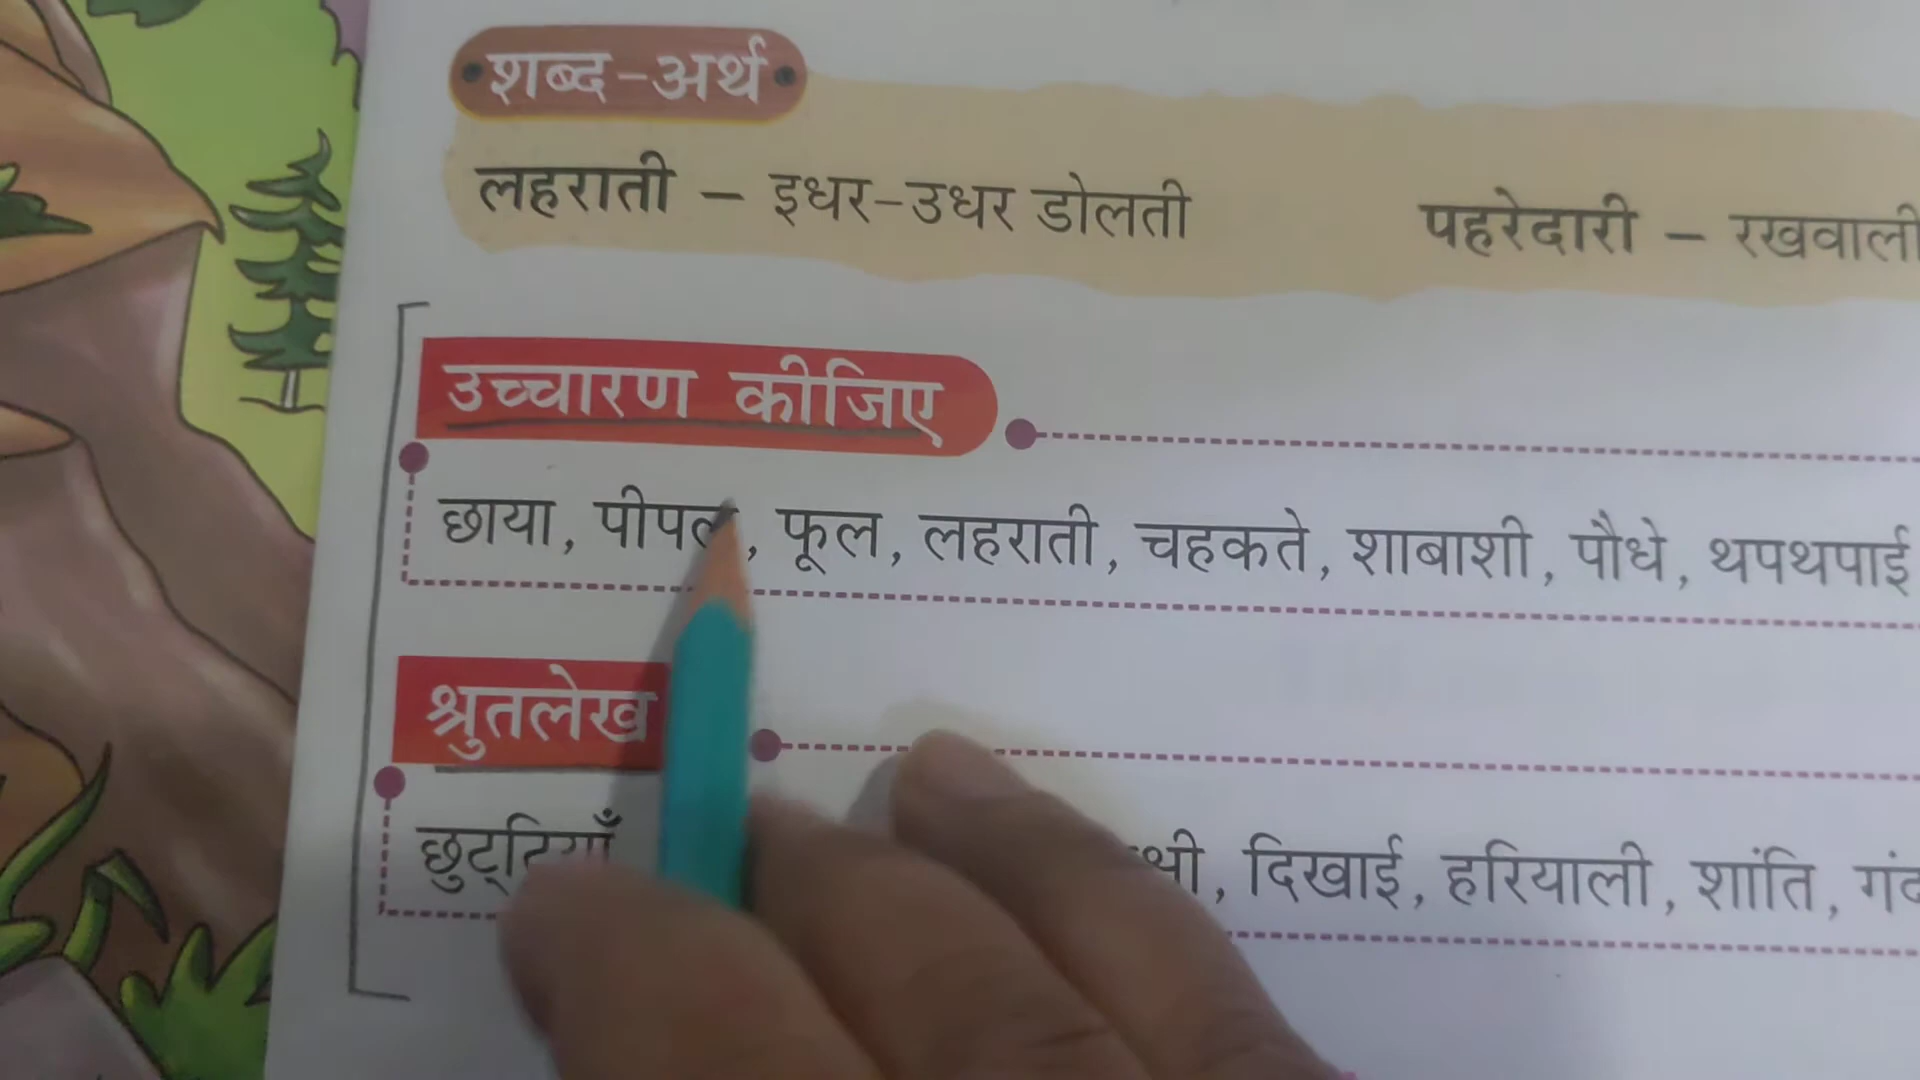 शब्द-अर्थ
लहराती – इधर-उधर डोलती पहरेदारी – रखवाली
उच्चारण कीजिए
छाया, पीपल, फूल, लहराती, चहकते, शाबाशी, पौधे, थपथपाई
श्रुतलेख
छुट्टियाँ दिखाई, हरियाली, शांति,